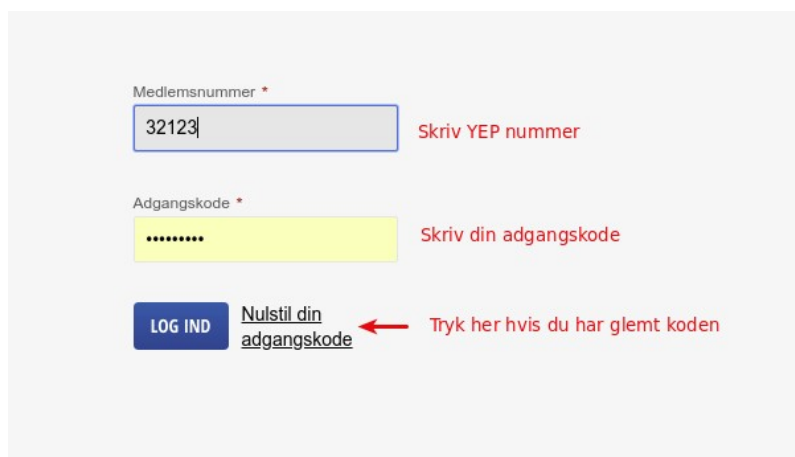 Medlemsnummer *
32123
Skriv YEP nummer
Adgangskode *
•••••••••
Skriv din adgangskode
LOG IND
Nulstil din
adgangskode
Tryk her hvis du har glemt koden